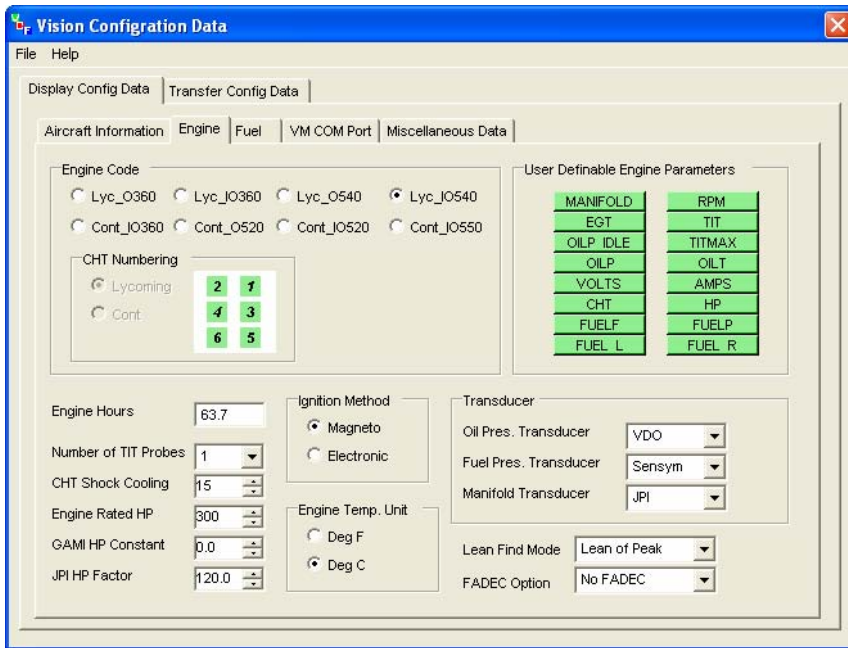 Vision Configration Data
File Help
Display Config Data Transfer Config Data
Aircraft Information Engine Fuel VM COM Port Miscellaneous Data
Engine Code
Lyc_O360 Lyc_IO360 Lyc_O540 Lyc_IO540
Cont_IO360 Cont_O520 Cont_IO520 Cont_IO550
CHT Numbering
Lycoming
Cont
2 1
4 3
6 5
User Definable Engine Parameters
MANIFOLD RPM
EGT TIT
OILP IDLE TITMAX
OILP OILT
VOLTS AMPS
CHT HP
FUELF FUELP
FUEL L FUEL R
Engine Hours 63.7
Number of TIT Probes 1
CHT Shock Cooling 15
Engine Rated HP 300
GAMI HP Constant 0.0
JPI HP Factor 120.0
Ignition Method
Magneto
Electronic
Engine Temp. Unit
Deg F
Deg C
Transducer
Oil Pres. Transducer VDO
Fuel Pres. Transducer Sensym
Manifold Transducer JPI
Lean Find Mode Lean of Peak
FADEC Option No FADEC